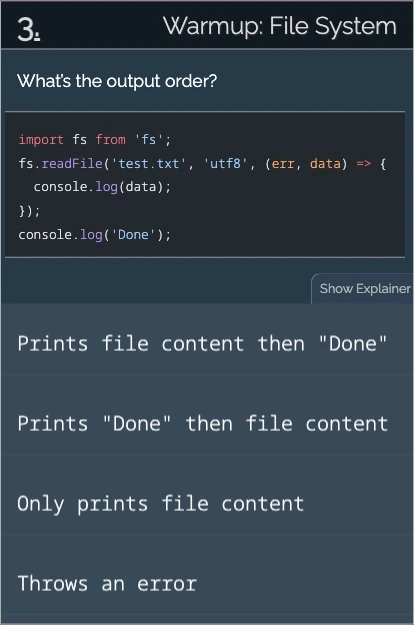 3.
Warmup: File System
What's the output order?
import fs from 'fs';
fs.readFile('test.txt', 'utf8', (err, data) => {
  console.log(data);
});
console.log('Done');
Show Explainer
Prints file content then "Done"
Prints "Done" then file content
Only prints file content
Throws an error